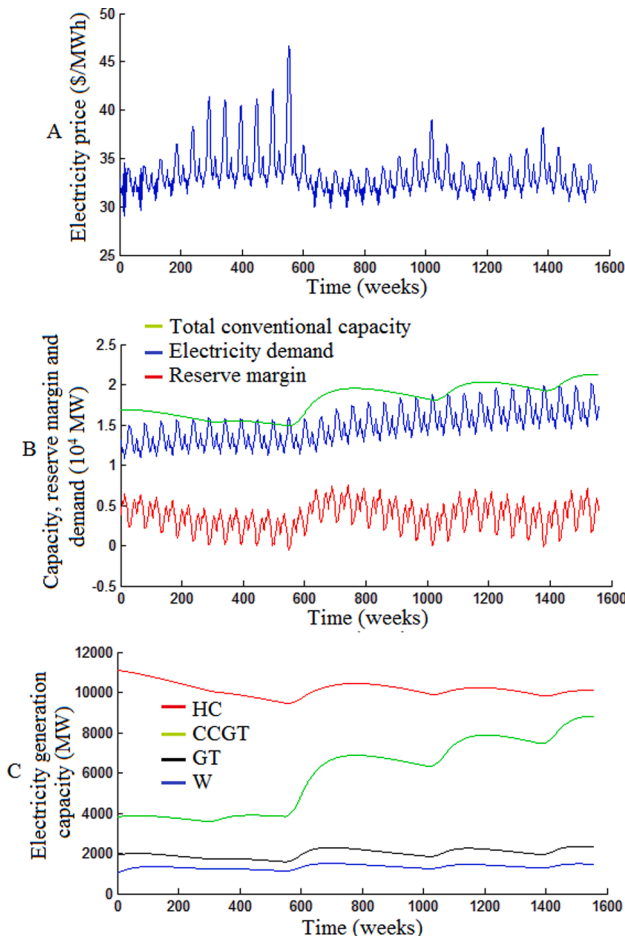 A
Electricity price ($/MWh)
50
45
40
35
30
25
0 200 400 600 800 1000 1200 1400 1600
Time (weeks)
B
Capacity, reserve margin and
demand (10⁴ MW)
Total conventional capacity
Electricity demand
Reserve margin
2.5
2
1.5
1
0.5
0
-0.5
0 200 400 600 800 1000 1200 1400 1600
Time (weeks)
C
Electricity generation
capacity (MW)
12000
10000
8000
6000
4000
2000
0
HC
CCGT
GT
W
0 200 400 600 800 1000 1200 1400 1600
Time (weeks)